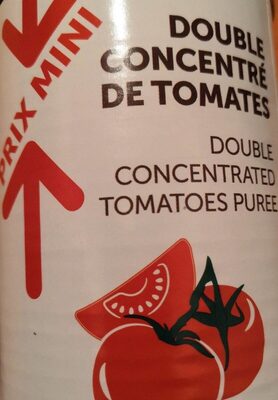 PRIX MINI
DOUBLE
CONCENTRÉ
DE TOMATES
DOUBLE
CONCENTRATED
TOMATOES PUREE